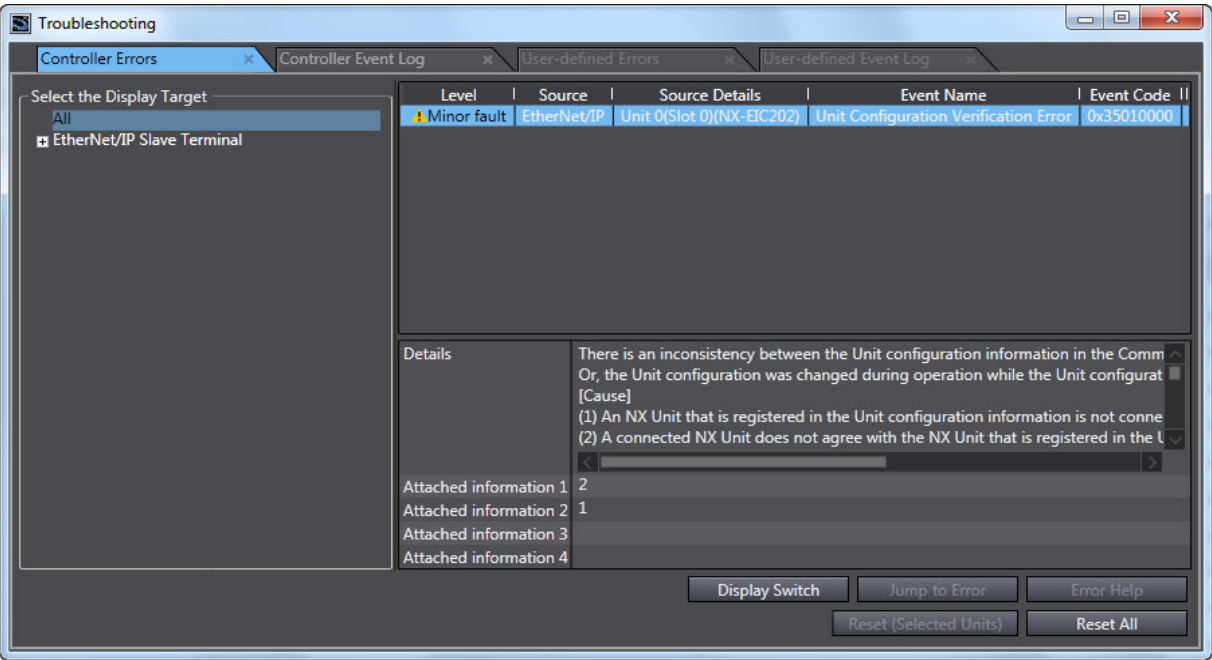 Troubleshooting
Controller Errors
Controller Event Log
User-defined Errors
User-defined Event Log
Select the Display Target
All
EtherNet/IP Slave Terminal
Level Source Source Details Event Name Event Code
Minor fault EtherNet/IP Unit 0(Slot 0)(NX-EIC202) Unit Configuration Verification Error 0x35010000
Details
There is an inconsistency between the Unit configuration information in the Comm
Or, the Unit configuration was changed during operation while the Unit configurat
[Cause]
(1) An NX Unit that is registered in the Unit configuration information is not conne
(2) A connected NX Unit does not agree with the NX Unit that is registered in the
Attached information 1 2
Attached information 2 1
Attached information 3
Attached information 4
Display Switch Jump to Error Error Help
Reset (Selected Units) Reset All